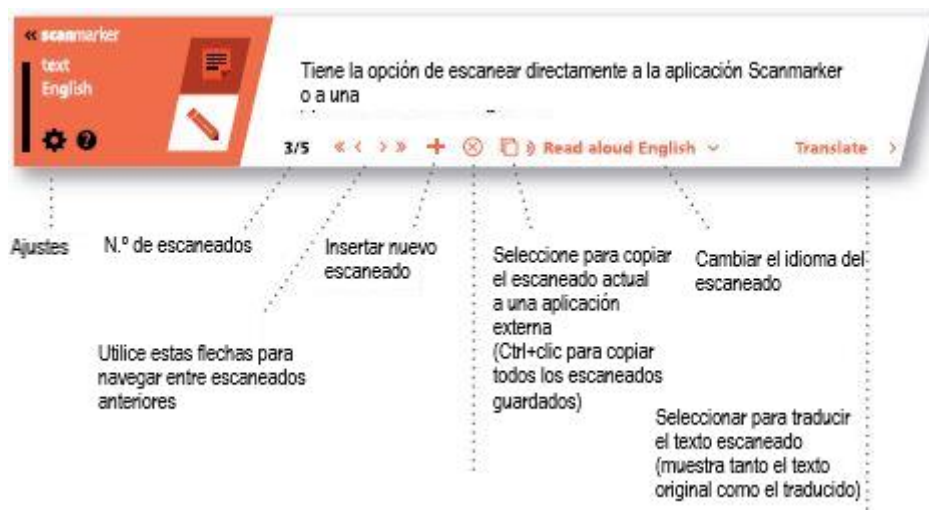 « scanmarker
text
English
Tiene la opción de escanear directamente a la aplicación Scanmarker
o a una
3/5 « < > » Read aloud English Translate >
Ajustes
N.º de escaneados
Insertar nuevo
escaneado
Seleccione para copiar
el escaneado actual
a una aplicación
externa
(Ctrl+clic para copiar
todos los escaneados
guardados)
Cambiar el idioma del
escaneado
Utilice estas flechas para
navegar entre escaneados
anteriores
Seleccionar para traducir
el texto escaneado
(muestra tanto el texto
original como el traducido)